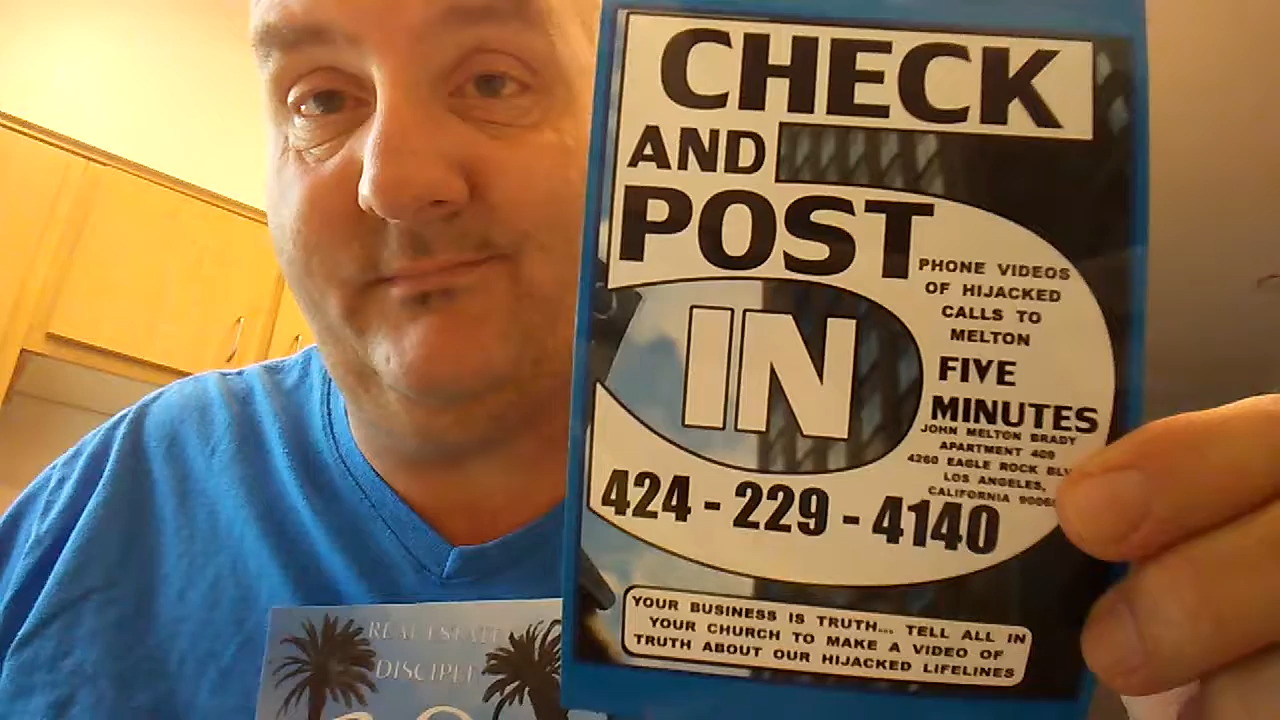 CHECK
AND
POST
PHONE VIDEOS
OF HIJACKED
CALLS TO
MELTON
IN
FIVE
MINUTES
JOHN MELTON BRADY
APARTMENT 409
4260 EAGLE ROCK
LOS ANGELES,
CALIFORNIA
424-229-4140
YOUR BUSINESS IS TRUTH... TELL ALL IN
YOUR CHURCH TO MAKE A VIDEO OF
TRUTH ABOUT OUR HIJACKED LIFELINES
REAL ESTATE